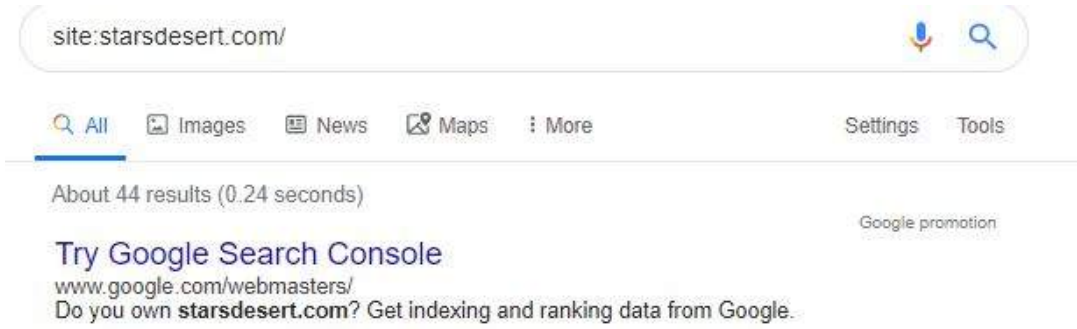 site:starsdesert.com/
All Images News Maps More Settings Tools
About 44 results (0.24 seconds)
Google promotion
Try Google Search Console
www.google.com/webmasters/
Do you own starsdesert.com? Get indexing and ranking data from Google.